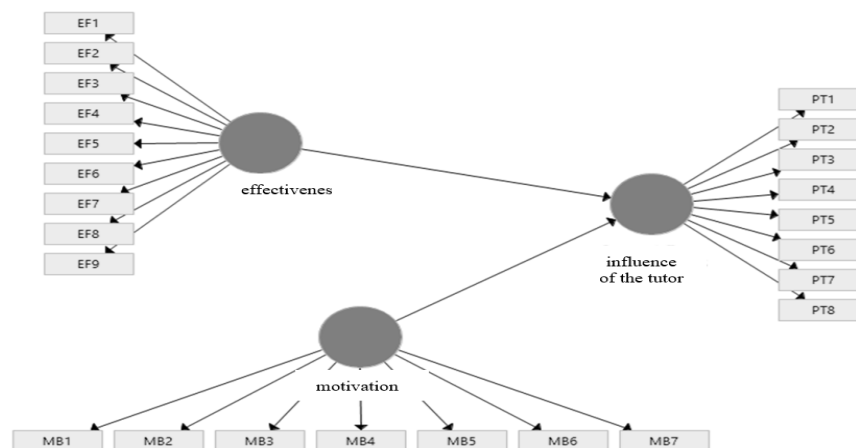 EF1
EF2
EF3
EF4
EF5
EF6
EF7
EF8
EF9
effectivenes
PT1
PT2
PT3
PT4
PT5
PT6
PT7
PT8
influence
of the tutor
motivation
MB1
MB2
MB3
MB4
MB5
MB6
MB7